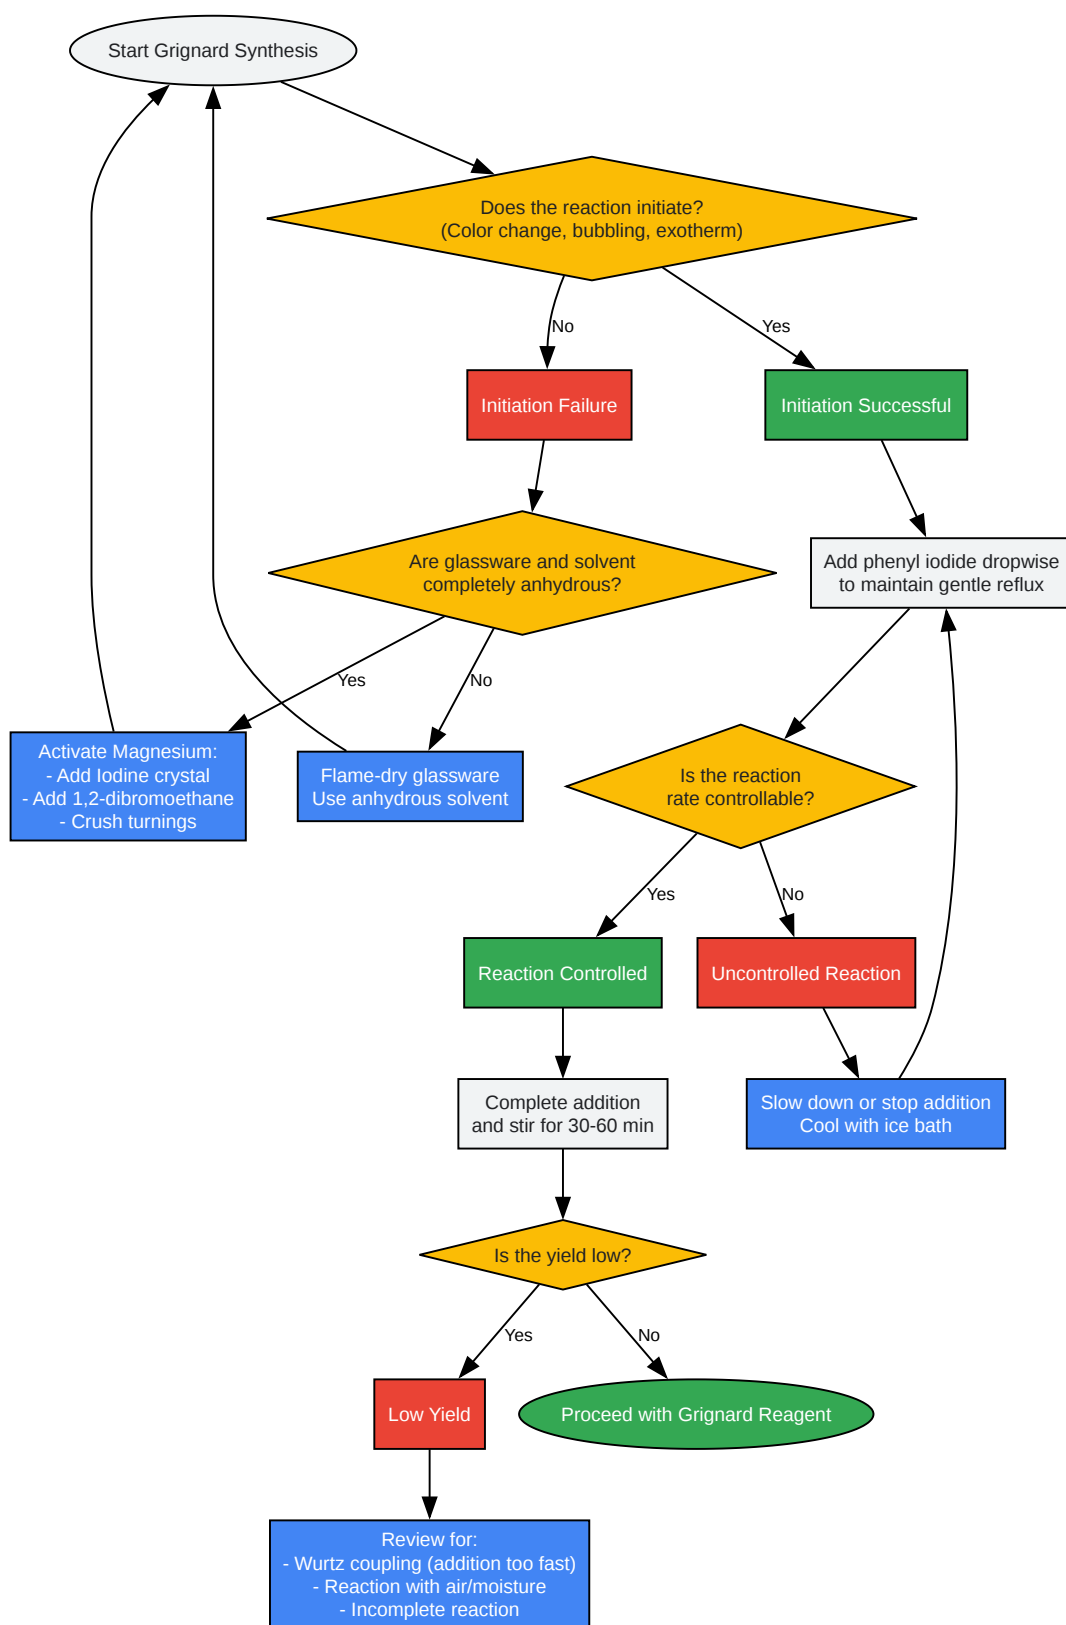 Start Grignard Synthesis
Does the reaction initiate?
(Color change, bubbling, exotherm)
No
Yes
Initiation Failure
Initiation Successful
Are glassware and solvent
completely anhydrous?
Add phenyl iodide dropwise
to maintain gentle reflux
Yes
No
Activate Magnesium:
- Add Iodine crystal
- Add 1,2-dibromoethane
- Crush turnings
Flame-dry glassware
Use anhydrous solvent
Is the reaction
rate controllable?
Yes
No
Reaction Controlled
Uncontrolled Reaction
Complete addition
and stir for 30-60 min
Slow down or stop addition
Cool with ice bath
Is the yield low?
Yes
No
Low Yield
Proceed with Grignard Reagent
Review for:
- Wurtz coupling (addition too fast)
- Reaction with air/moisture
- Incomplete reaction